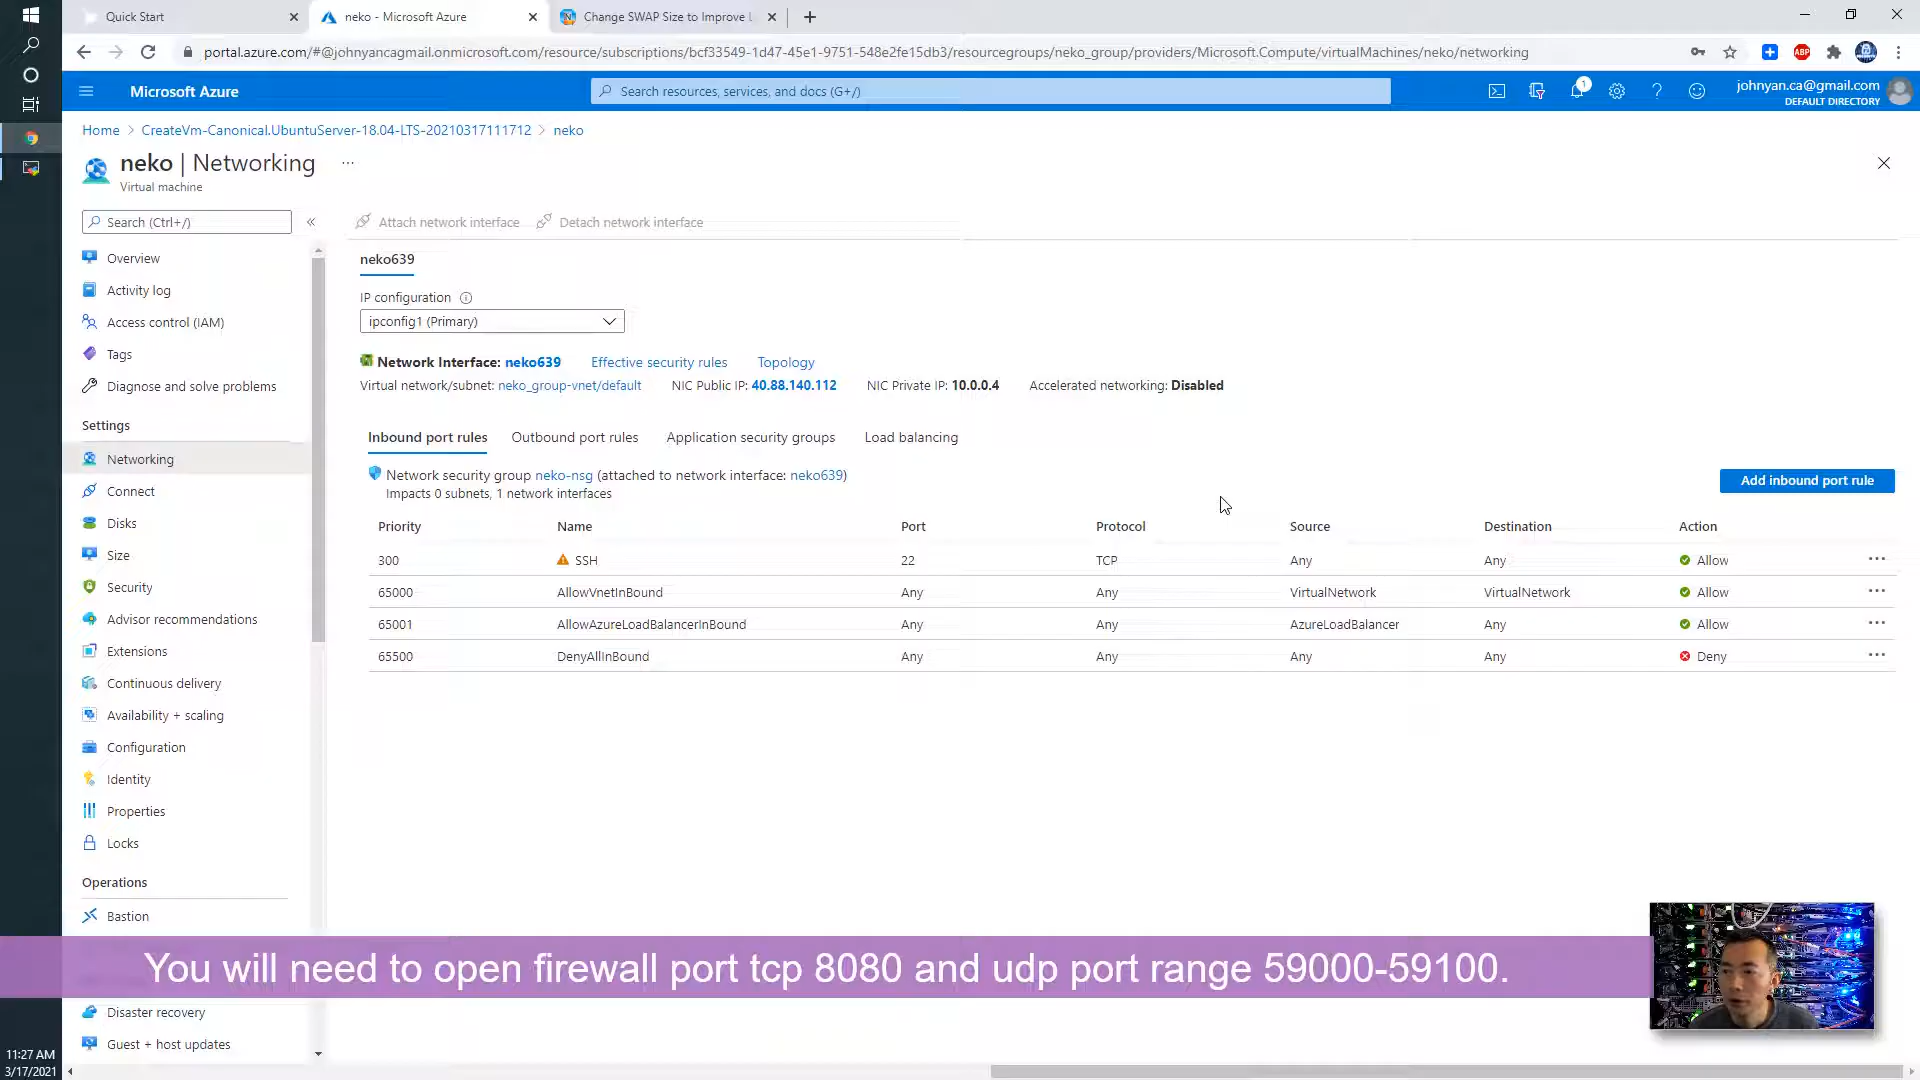 Quick Start
neko - Microsoft Azure
Change SWAP Size to Improve
portal.azure.com/#@johnyancagmail.onmicrosoft.com/resource/subscriptions/bcf33549-1d47-45e1-9751-548e2fe15db3/resourcegroups/neko_group/providers/Microsoft.Compute/virtualMachines/neko/networking
ABP
Microsoft Azure
Search resources, services, and docs (G+/)
1
johnyan.ca@gmail.com
DEFAULT DIRECTORY
Home > CreateVm-Canonical.UbuntuServer-18.04-LTS-20210317111712 > neko
neko | Networking ...
Virtual machine
Search (Ctrl+/)
«
Overview
Activity log
Access control (IAM)
Tags
Diagnose and solve problems
Settings
Networking
Connect
Disks
Size
Security
Advisor recommendations
Extensions
Continuous delivery
Availability + scaling
Configuration
Identity
Properties
Locks
Operations
Bastion
Disaster recovery
Guest + host updates
Attach network interface Detach network interface
neko639
IP configuration
ipconfig1 (Primary)
Network Interface: neko639 Effective security rules Topology
Virtual network/subnet: neko_group-vnet/default NIC Public IP: 40.88.140.112 NIC Private IP: 10.0.0.4 Accelerated networking: Disabled
Inbound port rules Outbound port rules Application security groups Load balancing
Network security group neko-nsg (attached to network interface: neko639)
Impacts 0 subnets, 1 network interfaces
Add inbound port rule
Priority Name Port Protocol Source Destination Action
300 SSH 22 TCP Any Any Allow ...
65000 AllowVnetInBound Any Any VirtualNetwork VirtualNetwork Allow ...
65001 AllowAzureLoadBalancerInBound Any Any AzureLoadBalancer Any Allow ...
65500 DenyAllInBound Any Any Any Any Deny ...
You will need to open firewall port tcp 8080 and udp port range 59000-59100.
11:27 AM
3/17/2021